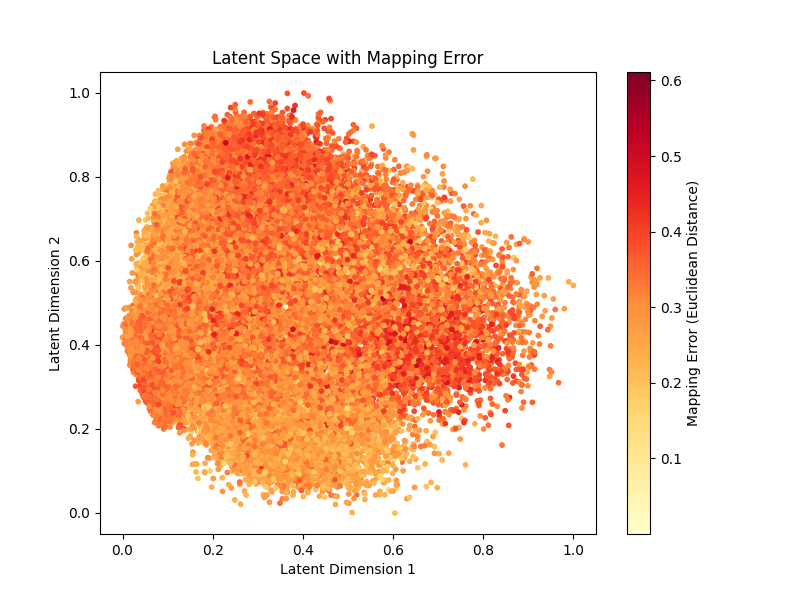 Latent Space with Mapping Error
1.0
0.8
0.6
0.4
0.2
0.0
Latent Dimension 2
0.0 0.2 0.4 0.6 0.8 1.0
Latent Dimension 1
0.6
0.5
0.4
0.3
0.2
0.1
Mapping Error (Euclidean Distance)